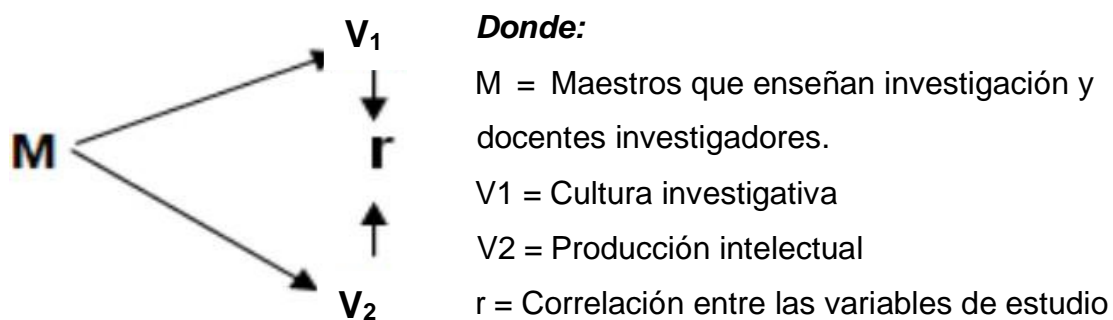 V₁
M
r
V₂
Donde:
M = Maestros que enseñan investigación y
docentes investigadores.
V1 = Cultura investigativa
V2 = Producción intelectual
r = Correlación entre las variables de estudio